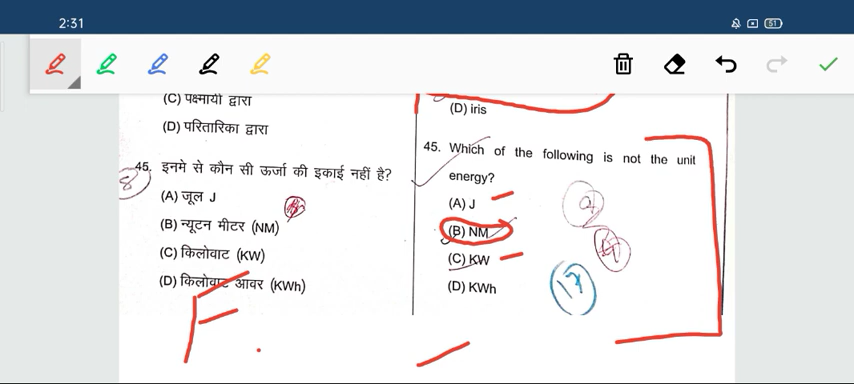 2:31
51
(C) पक्ष्मायी द्वारा
(D) परितारिका द्वारा
45. इनमे से कौन सी ऊर्जा की इकाई नहीं है?
(A) जूल J
(B) न्यूटन मीटर (NM)
(C) किलोवाट (KW)
(D) किलोवाट आवर (KWh)
F.
(D) iris
45. Which of the following is not the unit
energy?
(A) J
(B) NM
(C) KW
(D) KWh